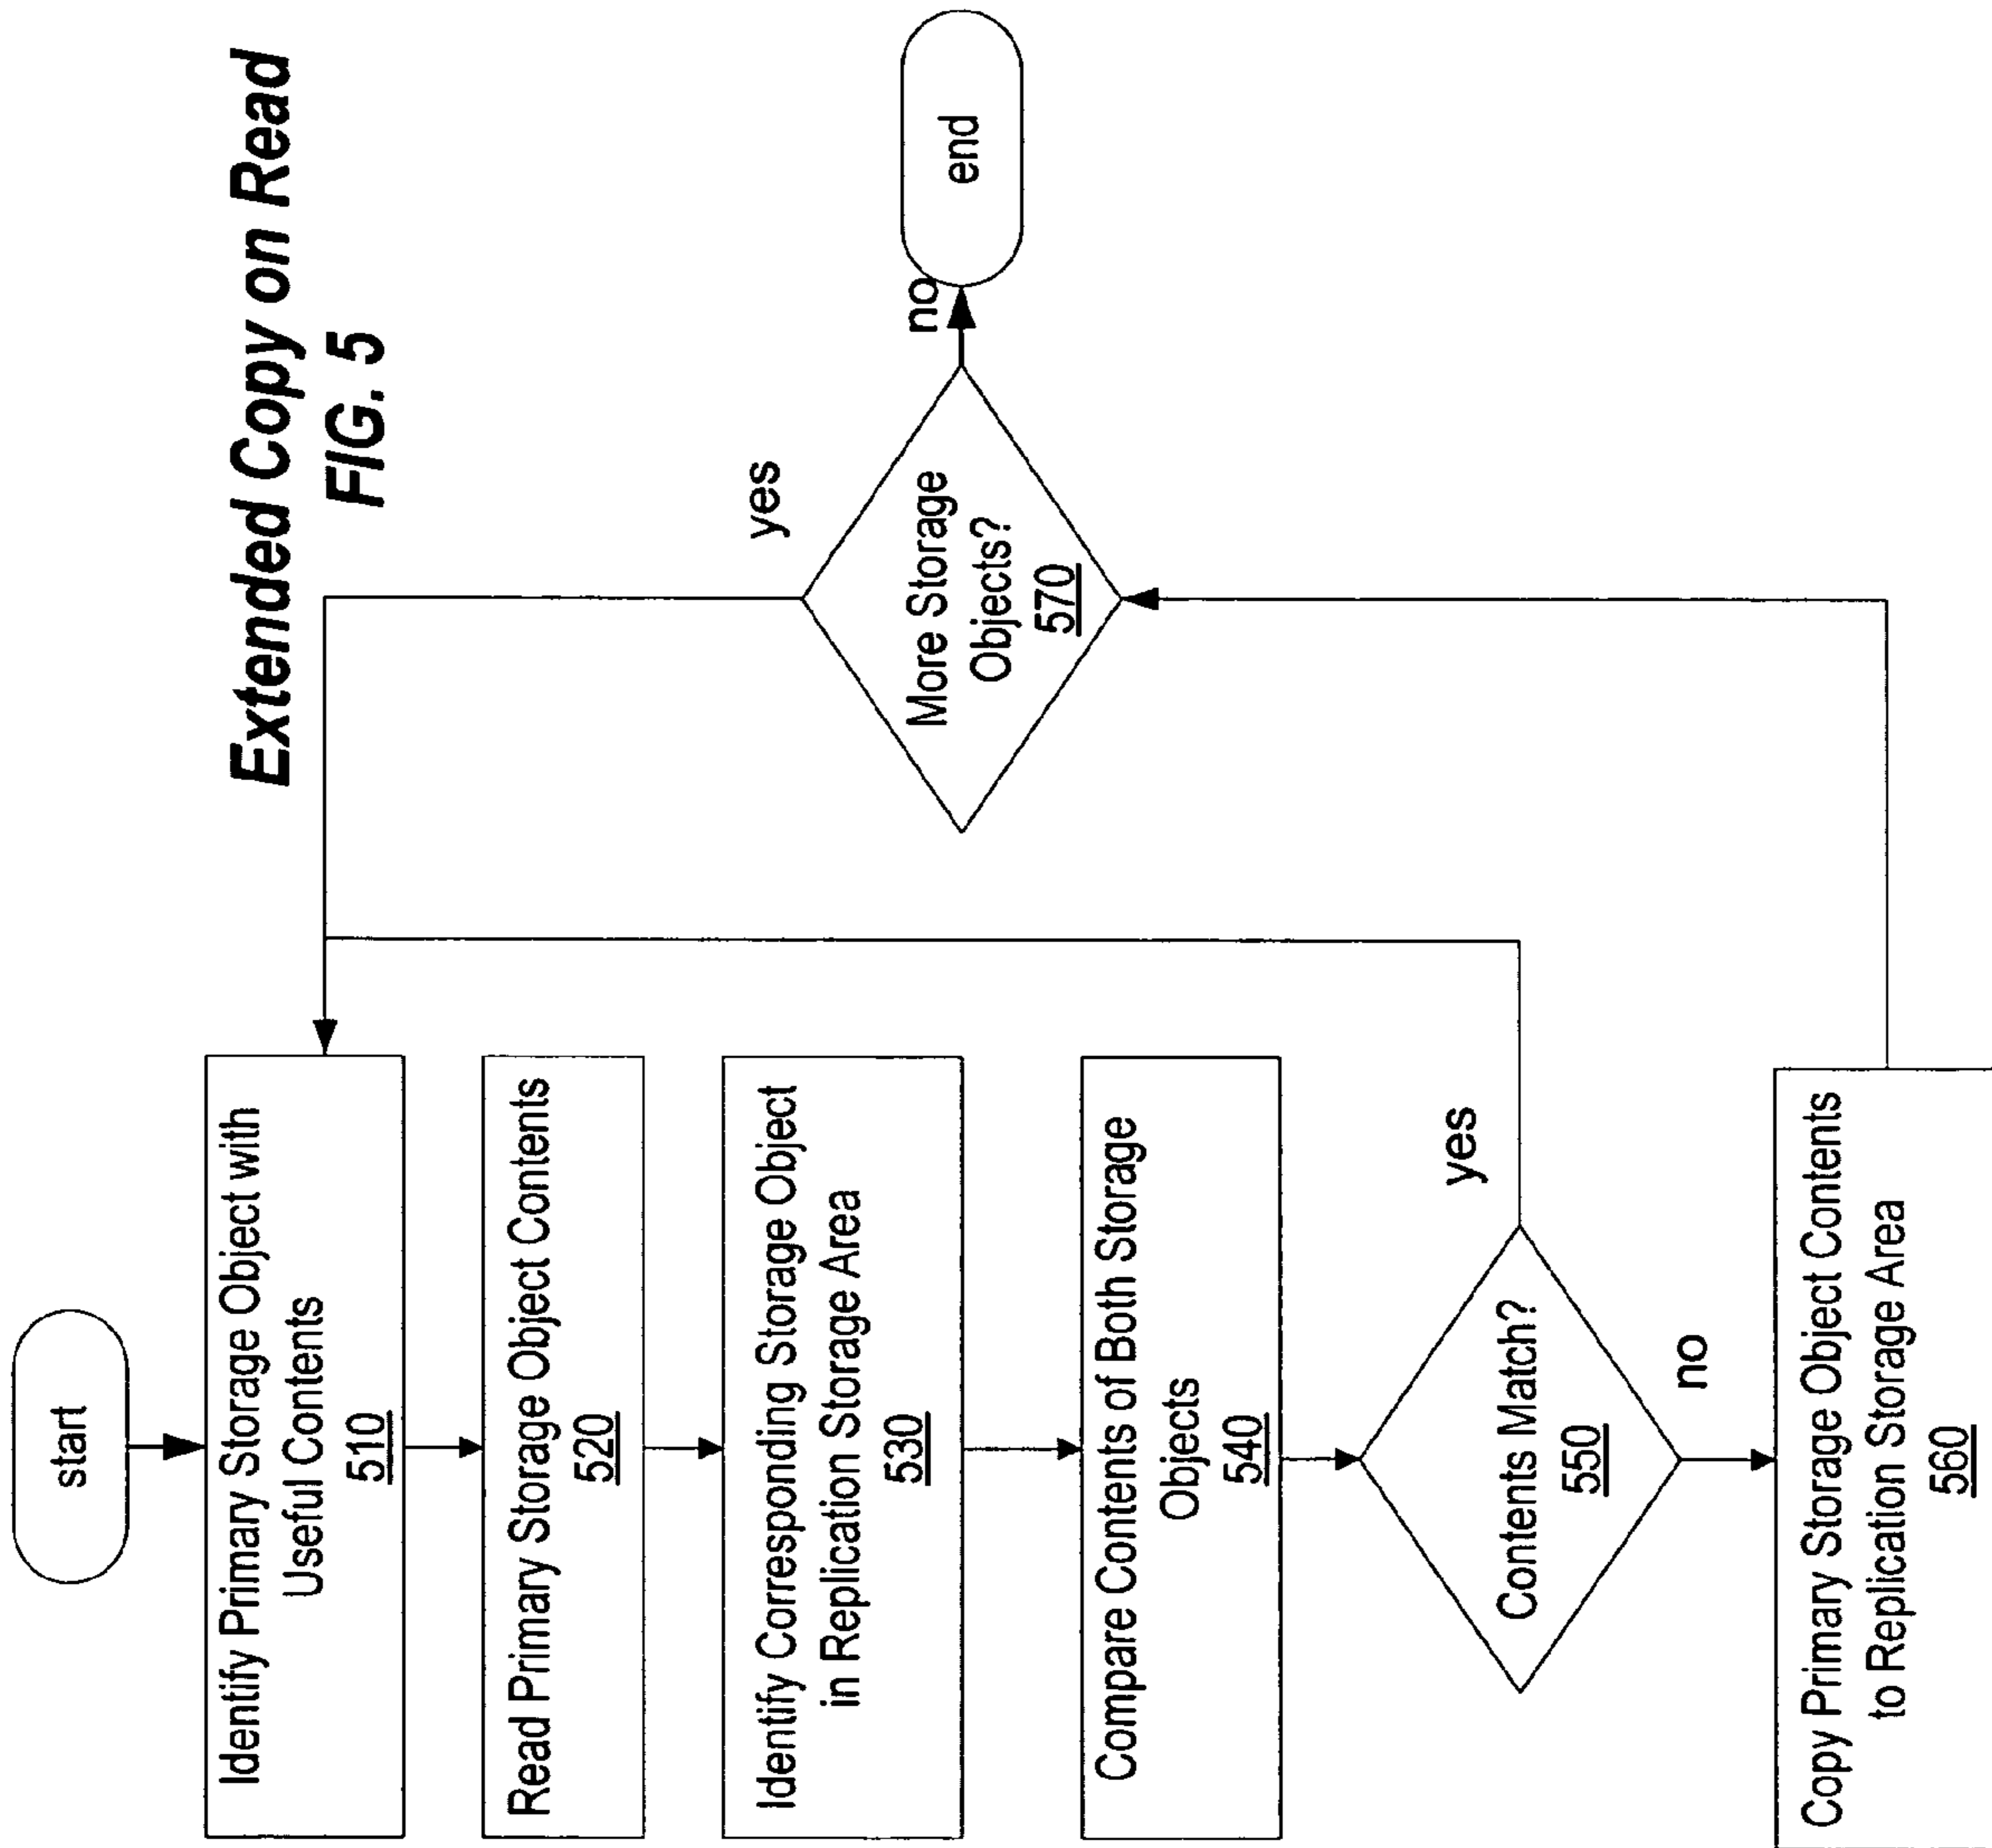 Extended Copy on Read
FIG. 5
start
Identify Primary Storage Object with
Useful Contents
510
Read Primary Storage Object Contents
520
Identify Corresponding Storage Object
in Replication Storage Area
530
Compare Contents of Both Storage
Objects
540
Contents Match?
550
yes
no
Copy Primary Storage Object Contents
to Replication Storage Area
560
More Storage
Objects?
570
yes
no
end